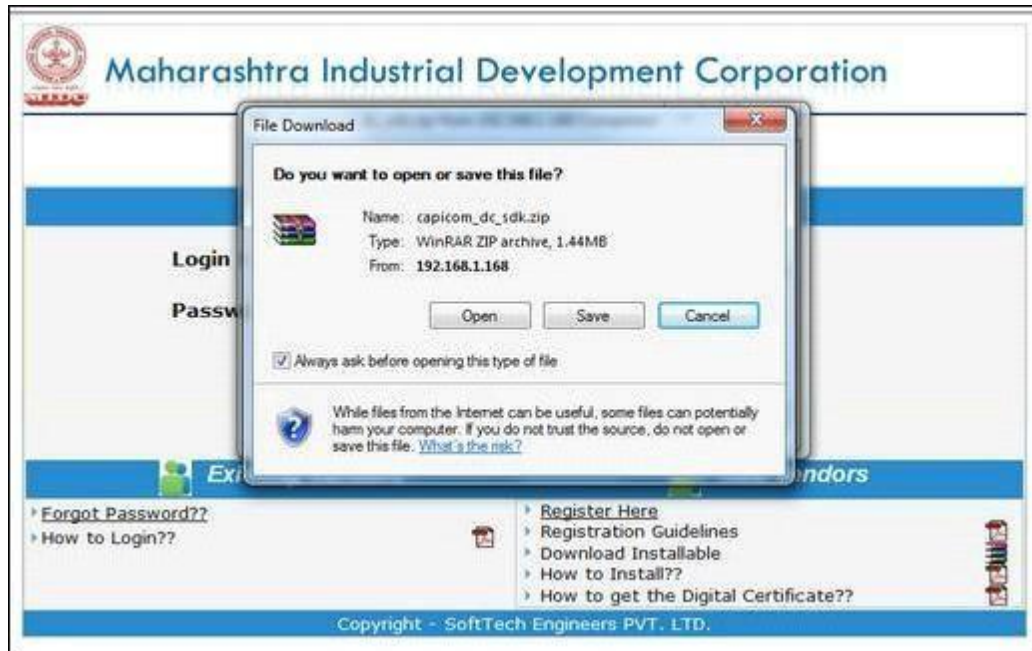 Maharashtra Industrial Development Corporation
MIDC
File Download
Do you want to open or save this file?
Name: capicom_dc_sdk.zip
Type: WinRAR ZIP archive, 1.44MB
From: 192.168.1.168
Login
Passw
Open Save Cancel
Always ask before opening this type of file
While files from the Internet can be useful, some files can potentially
harm your computer. If you do not trust the source, do not open or
save this file. What's the risk?
Exi
ndors
Forgot Password??
How to Login??
Register Here
Registration Guidelines
Download Installable
How to Install??
How to get the Digital Certificate??
Copyright - SoftTech Engineers PVT. LTD.